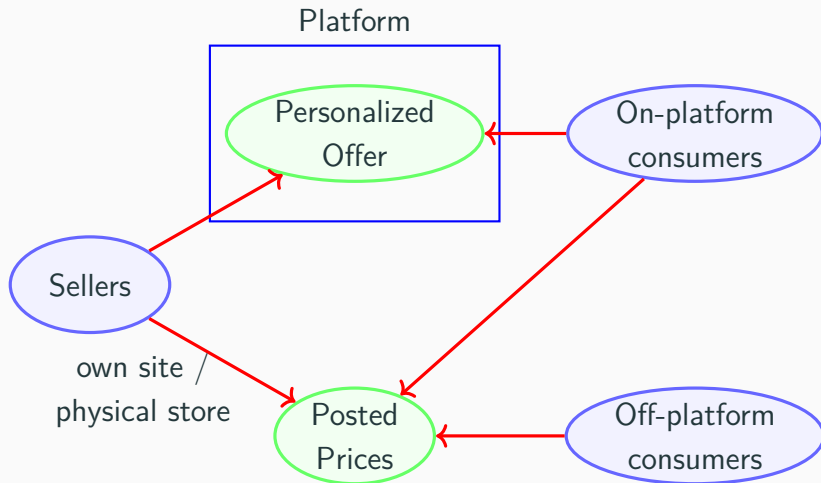 Platform
Personalized
Offer
On-platform
consumers
Sellers
own site
physical store
Posted
Prices
Off-platform
consumers